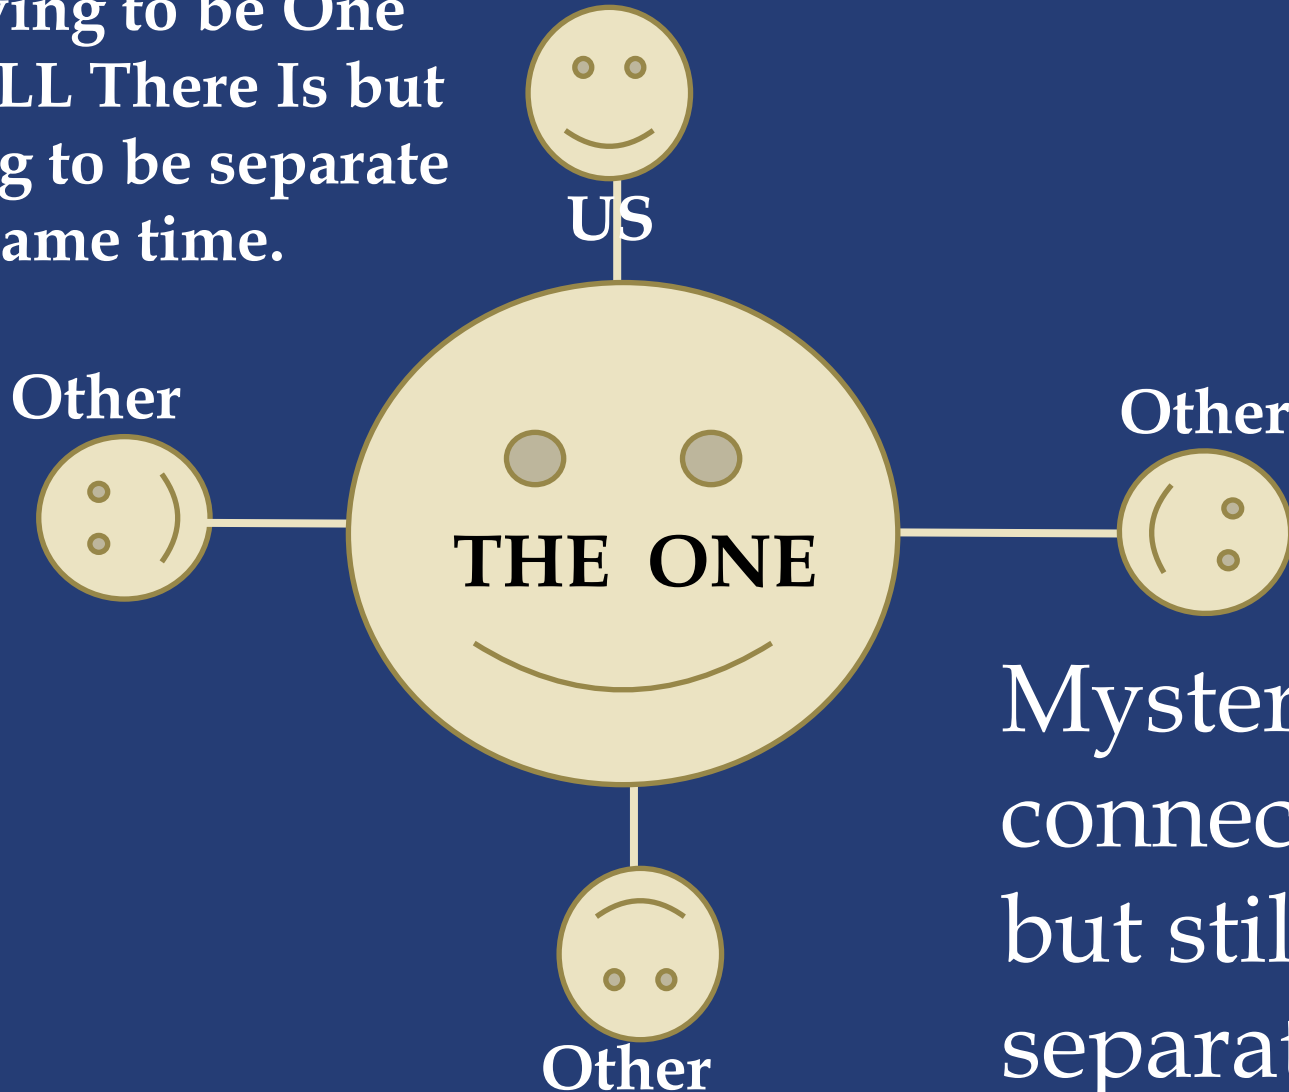 ving to be One
LL There Is but
g to be separate
ame time.
US
Other
Other
THE ONE
Myster
connec
but stil
separat
Other